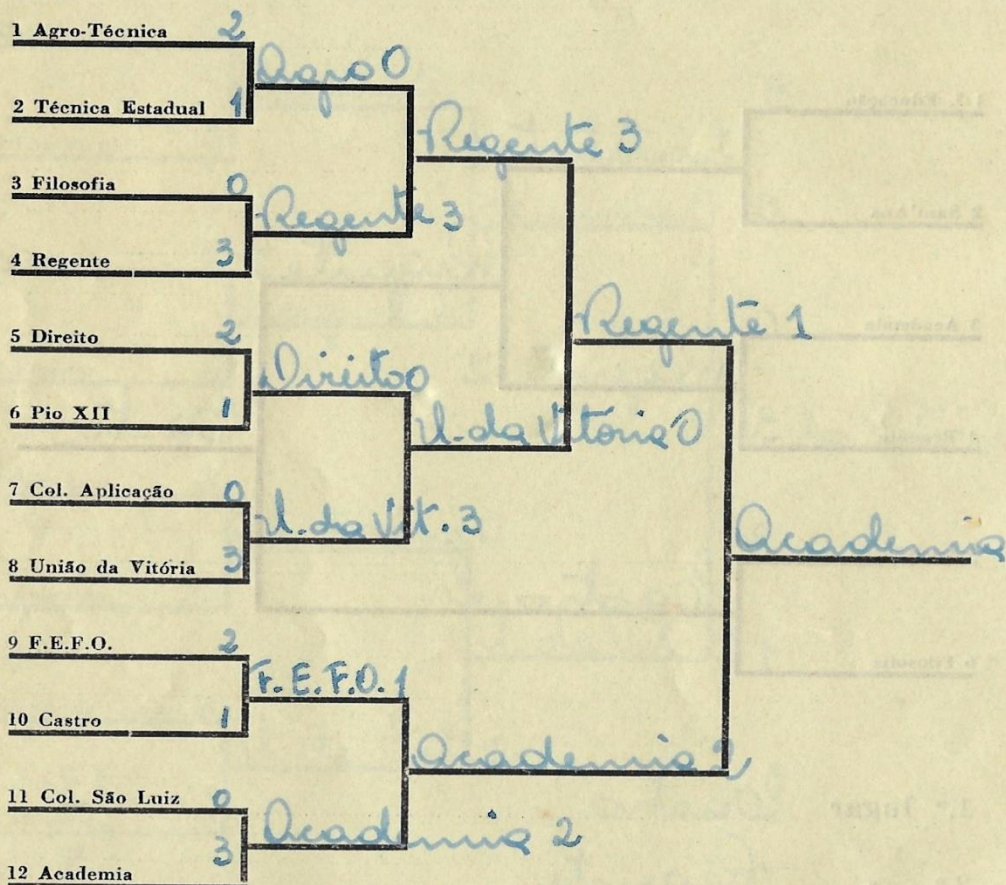 1 Agro-Técnica 2
Agro 0
2 Técnica Estadual 1
Regente 3
3 Filosofia 0
Regente 3
4 Regente 3
Regente 1
5 Direito 2
Direito 0
6 Pio XII 1
U. da Vitória 0
7 Col. Aplicação 0
U. da Vit. 3
8 União da Vitória 3
Academia
9 F.E.F.O. 2
F.E.F.O. 1
10 Castro 1
Academia 2
11 Col. São Luiz 0
Academia 2
12 Academia 3